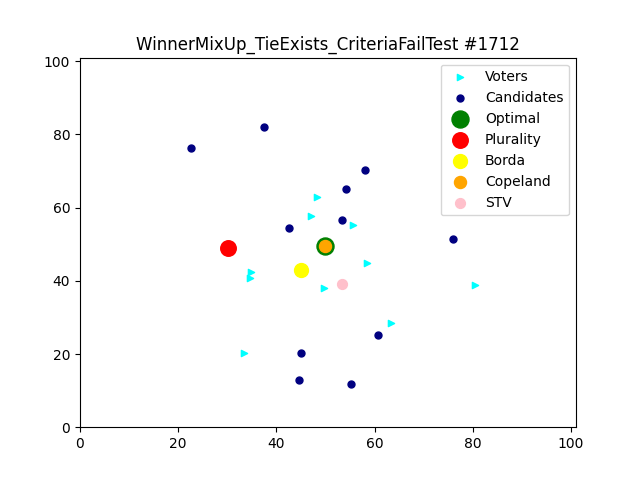 WinnerMixUp_TieExists_CriteriaFailTest #1712
100
80
60
40
20
0
0 20 40 60 80 100
Voters
Candidates
Optimal
Plurality
Borda
Copeland
STV